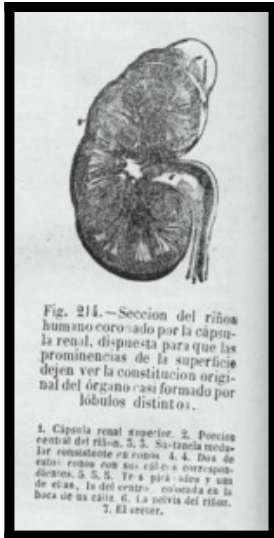 Fig. 214.—Seccion del riñon
humano coronado por la cápsu-
la renal, dispuesta para que las
prominencias de la superficie
dejen ver la constitucion origi-
nal del órgano casi formado por
lóbulos distintos.
1. Cápsula renal superior. 2. Porcion
central del riñon. 3. 3. Sustancia medu-
lar consistente en conos 4. 4. Dos de
estos conos con sus cálices correspon-
dientes. 5. 5. 5. Tres pirámides y una
de ellas, la del centro colocada en la
boca de un cáliz. 6. La pelvis del riñon.
7. El ureter.